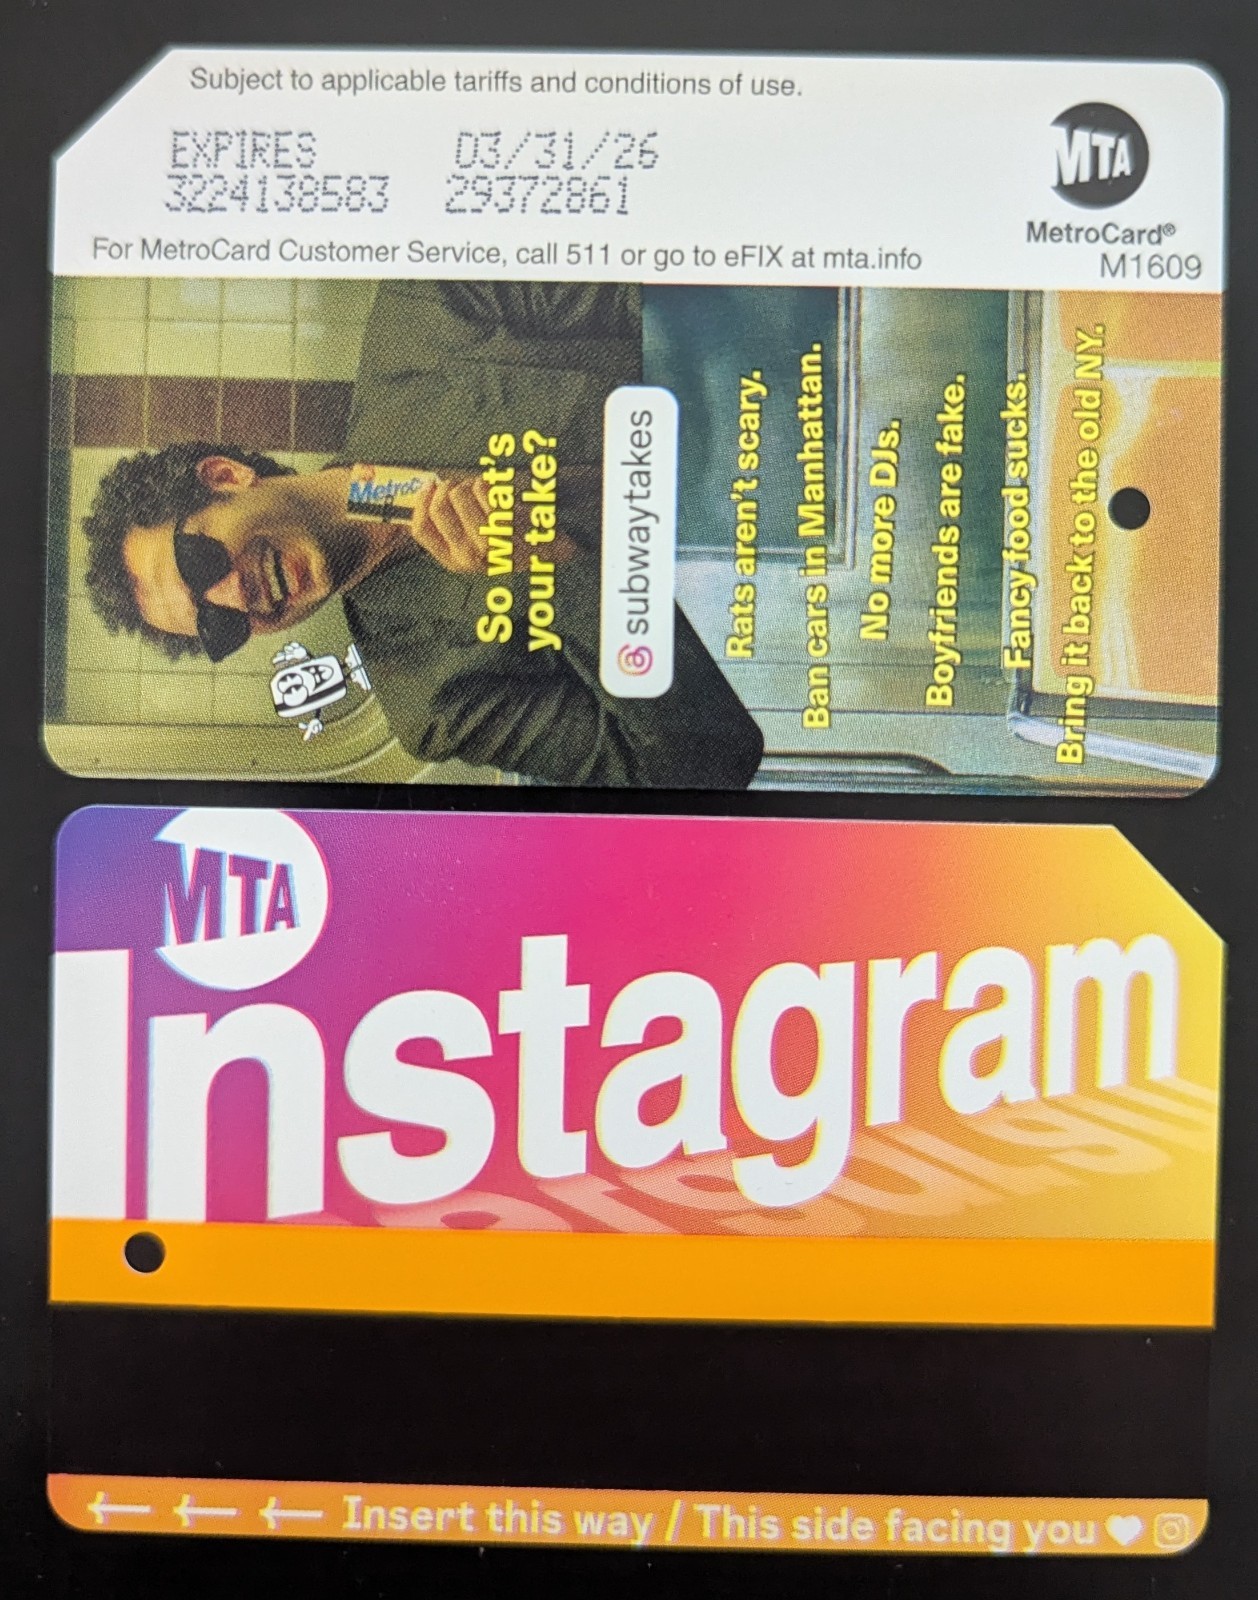 Subject to applicable tariffs and conditions of use.
EXPIRES 03/31/26
3224138583 29372861
For MetroCard Customer Service, call 511 or go to eFIX at mta.info
MTA
MetroCard®
M1609
MetroC
So what's
your take?
subwaytakes
Rats aren't scary.
Ban cars in Manhattan.
No more DJs.
Boyfriends are fake.
Fancy food sucks.
Bring it back to the old NY.
MTA
Instagram
← ← ← Insert this way / This side facing you